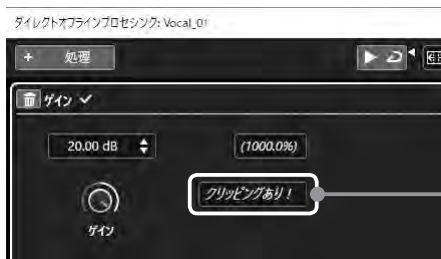 ダイレクトオフラインプロセシング: Vocal_01
+ 処理
ゲイン
20.00 dB
(1000.0%)
クリッピングあり！
ゲイン